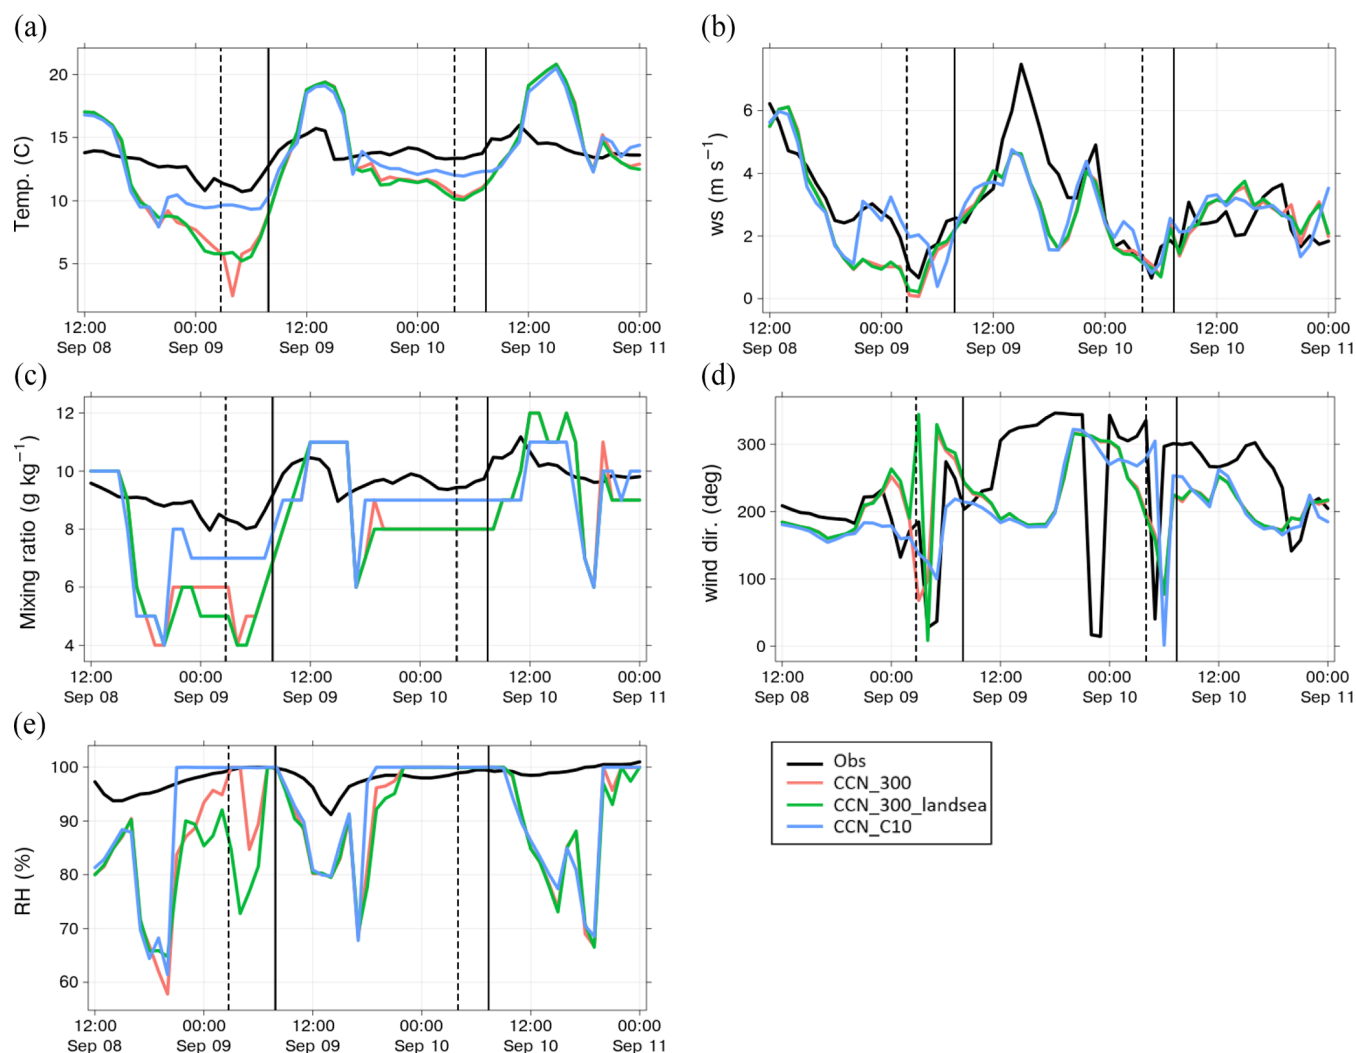 (a)
Temp. (C)
20
15
10
5
12:00 00:00 12:00 00:00 12:00 00:00
Sep 08 Sep 09 Sep 09 Sep 10 Sep 10 Sep 11
(b)
ws (m s⁻¹)
6
4
2
0
12:00 00:00 12:00 00:00 12:00 00:00
Sep 08 Sep 09 Sep 09 Sep 10 Sep 10 Sep 11
(c)
Mixing ratio (g kg⁻¹)
12
10
8
6
4
12:00 00:00 12:00 00:00 12:00 00:00
Sep 08 Sep 09 Sep 09 Sep 10 Sep 10 Sep 11
(d)
wind dir. (deg)
300
200
100
0
12:00 00:00 12:00 00:00 12:00 00:00
Sep 08 Sep 09 Sep 09 Sep 10 Sep 10 Sep 11
(e)
RH (%)
100
90
80
70
60
12:00 00:00 12:00 00:00 12:00 00:00
Sep 08 Sep 09 Sep 09 Sep 10 Sep 10 Sep 11
Obs
CCN_300
CCN_300_landsea
CCN_C10